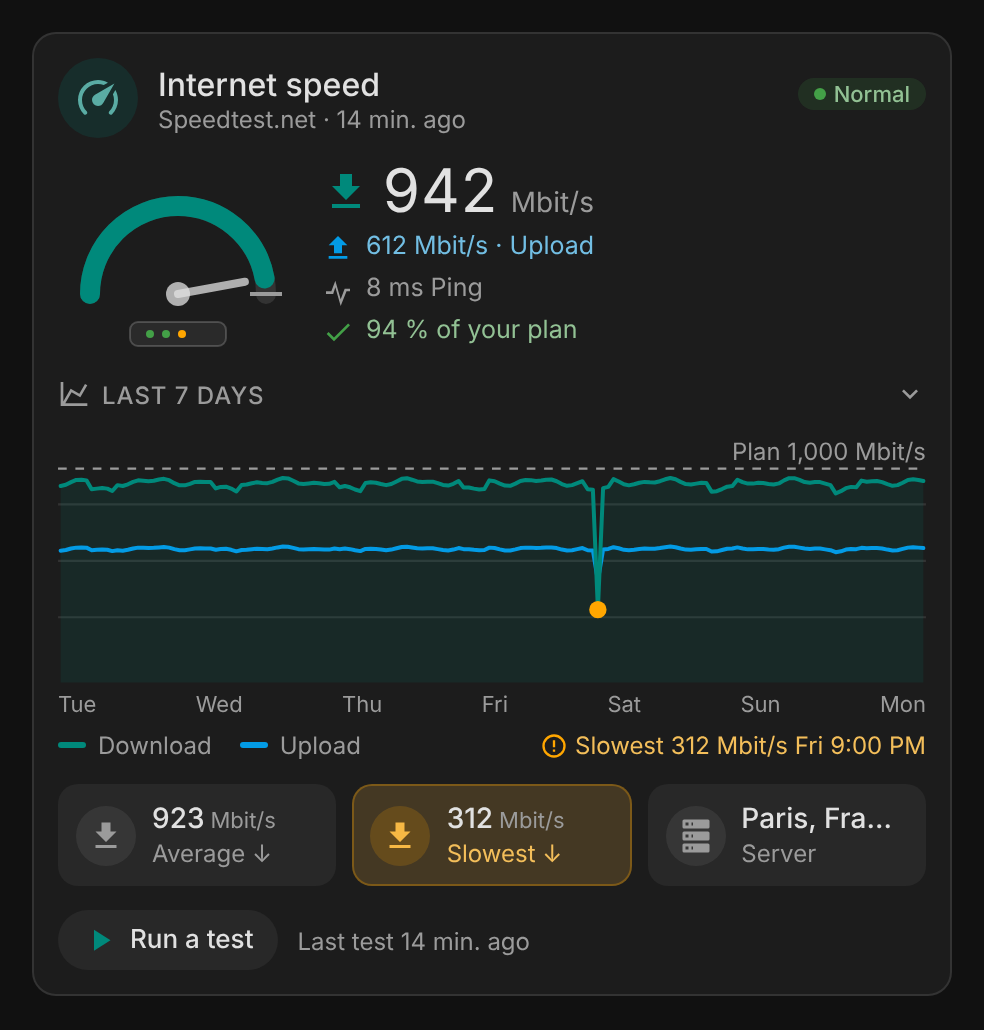 Internet speed
Speedtest.net · 14 min. ago
Normal
942 Mbit/s
612 Mbit/s · Upload
8 ms Ping
94 % of your plan
LAST 7 DAYS
Plan 1,000 Mbit/s
Tue Wed Thu Fri Sat Sun Mon
Download Upload
Slowest 312 Mbit/s Fri 9:00 PM
923 Mbit/s
Average ↓
312 Mbit/s
Slowest ↓
Paris, Fra...
Server
Run a test
Last test 14 min. ago